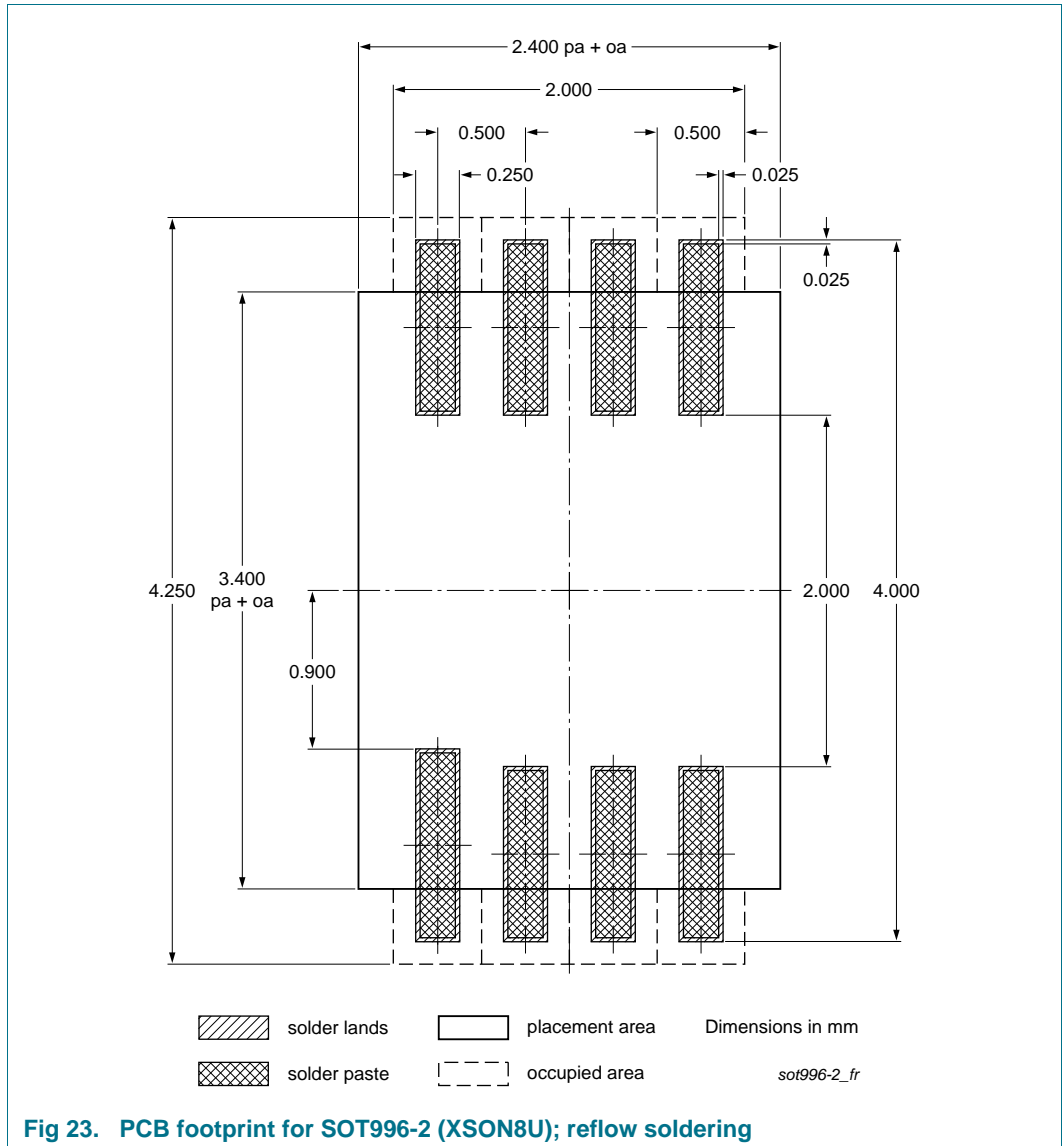 2.400 pa + oa
2.000
0.500
0.500
0.250
0.025
0.025
4.250
3.400
pa + oa
2.000
4.000
0.900
solder lands
placement area
Dimensions in mm
solder paste
occupied area
sot996-2_fr
Fig 23. PCB footprint for SOT996-2 (XSON8U); reflow soldering